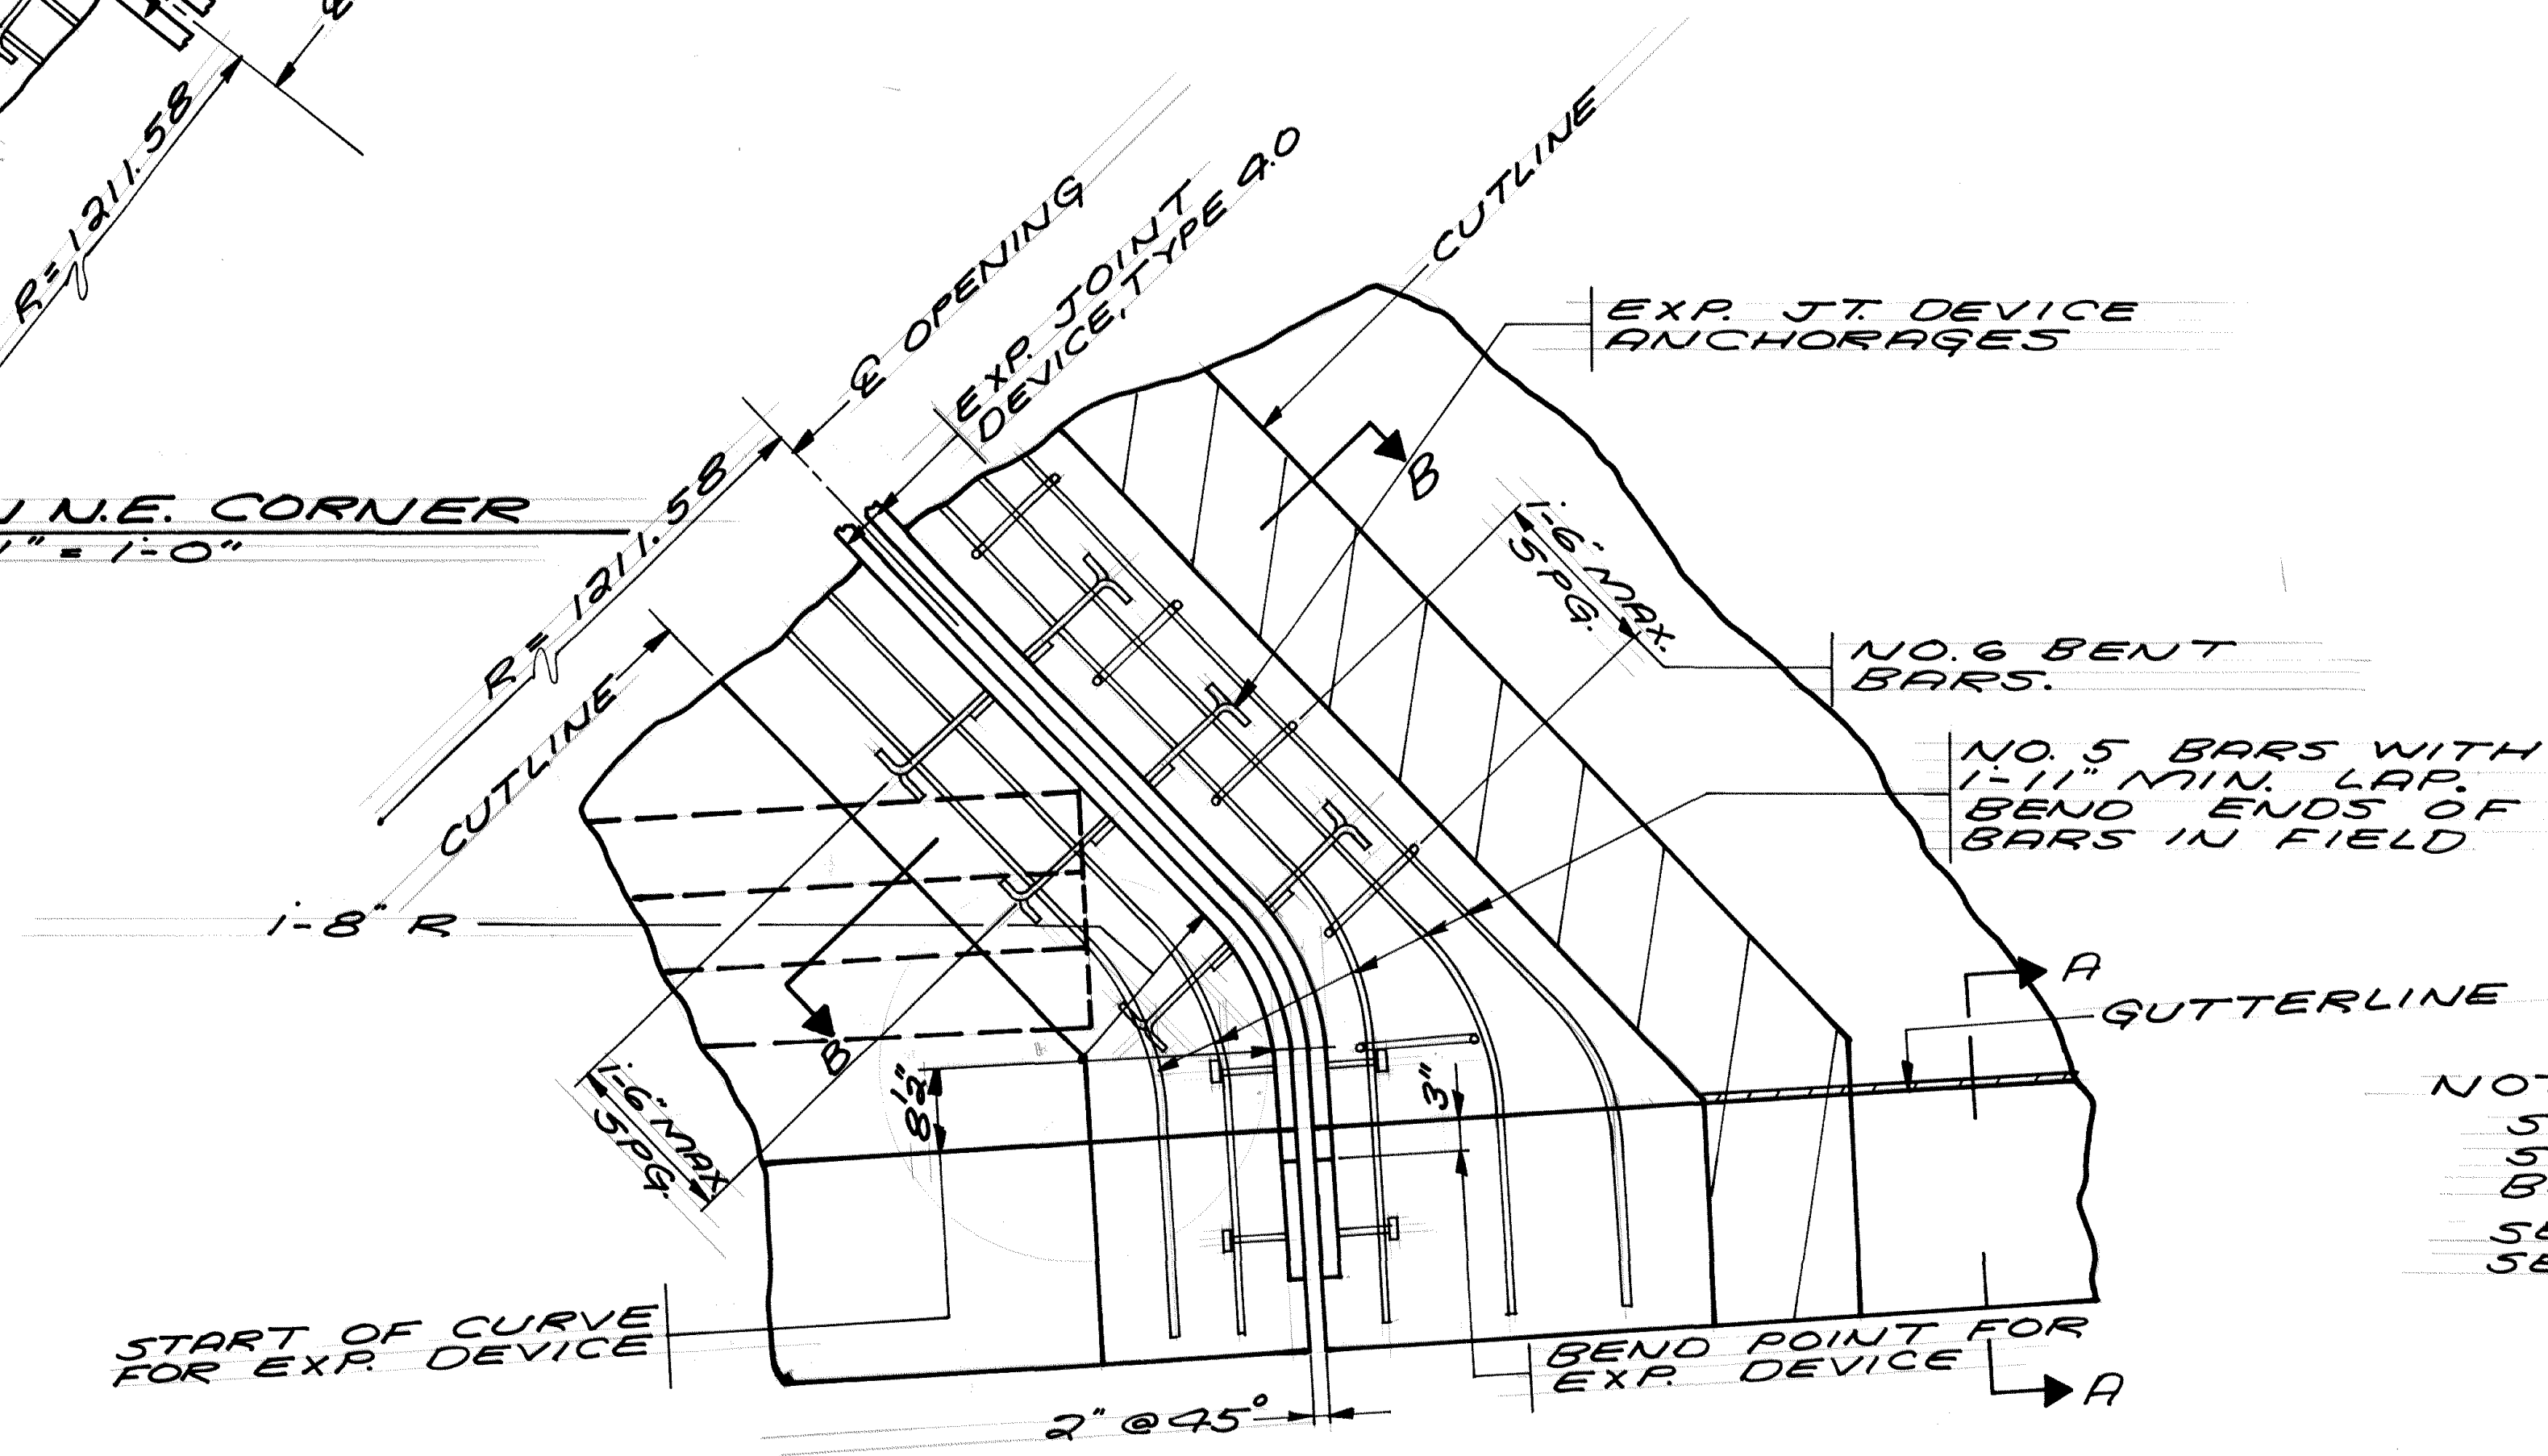 R = 1211.58
℄ OPENING
EXP. JOINT
DEVICE, TYPE 4.0
CUTLINE
EXP. JT. DEVICE
ANCHORAGES
N.E. CORNER
1" = 1'-0"
R = 1211.58
CUTLINE
B
1'-6" MAX.
SPG.
NO. 6 BENT
BARS.
NO. 5 BARS WITH
1'-11" MIN. LAP.
BEND ENDS OF
BARS IN FIELD
1'-8" R
A
GUTTERLINE
B
1'-6" MAX.
SPG.
8½"
3"
START OF CURVE
FOR EXP. DEVICE
BEND POINT FOR
EXP. DEVICE
A
2" @ 45°